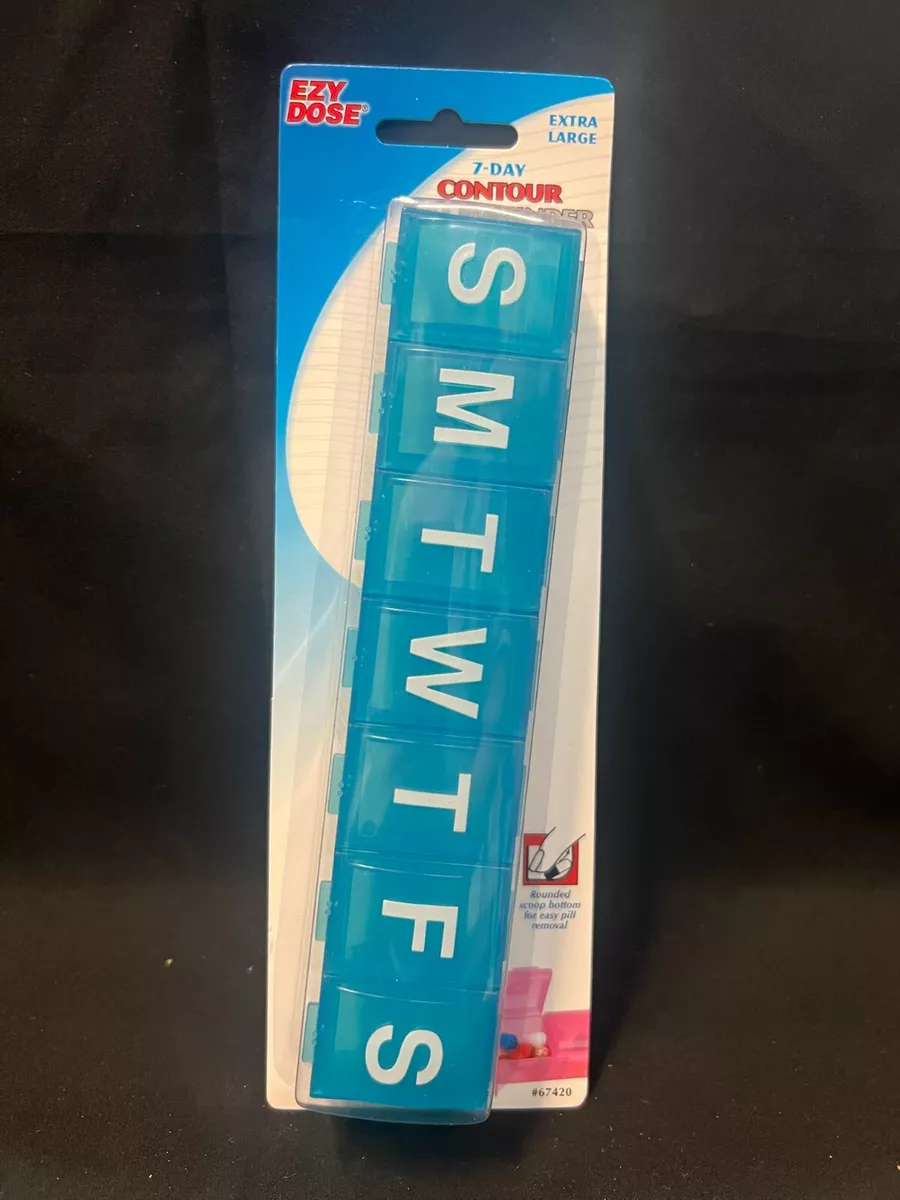 EZY
DOSE®
EXTRA
LARGE
7-DAY
CONTOUR
S
M
T
W
T
F
S
Rounded
scoop bottom
for easy pill
removal
#67420